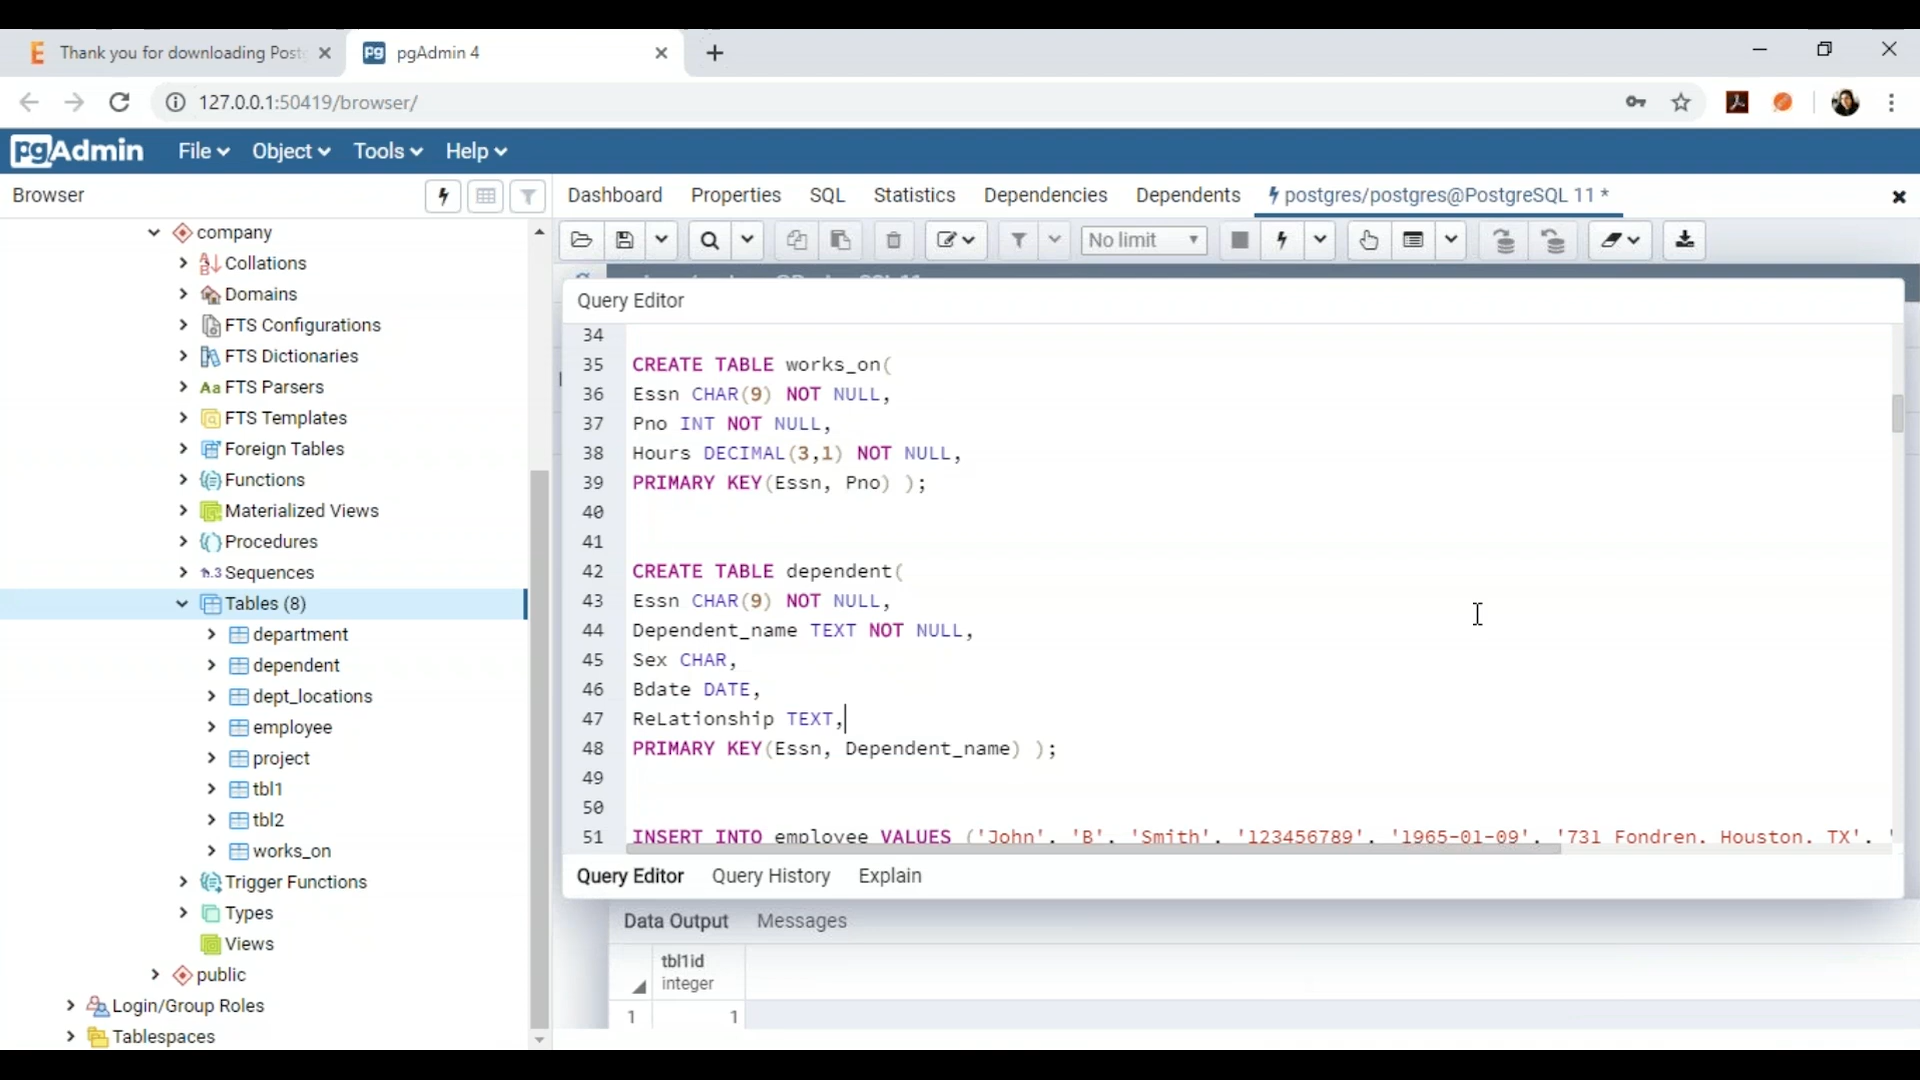 Thank you for downloading Post
pgAdmin 4
127.0.0.1:50419/browser/
pgAdmin
File
Object
Tools
Help
Browser
Dashboard
Properties
SQL
Statistics
Dependencies
Dependents
postgres/postgres@PostgreSQL 11 *
No limit
company
Collations
Domains
FTS Configurations
FTS Dictionaries
Aa FTS Parsers
FTS Templates
Foreign Tables
Functions
Materialized Views
Procedures
Sequences
Tables (8)
department
dependent
dept_locations
employee
project
tbl1
tbl2
works_on
Trigger Functions
Types
Views
public
Login/Group Roles
Tablespaces
Query Editor
34
35 CREATE TABLE works_on(
36 Essn CHAR(9) NOT NULL,
37 Pno INT NOT NULL,
38 Hours DECIMAL(3,1) NOT NULL,
39 PRIMARY KEY(Essn, Pno) );
40
41
42 CREATE TABLE dependent(
43 Essn CHAR(9) NOT NULL,
44 Dependent_name TEXT NOT NULL,
45 Sex CHAR,
46 Bdate DATE,
47 ReLationship TEXT,
48 PRIMARY KEY(Essn, Dependent_name) );
49
50
51 INSERT INTO employee VALUES ('John', 'B', 'Smith', '123456789', '1965-01-09', '731 Fondren, Houston, TX', '
Query Editor
Query History
Explain
Data Output
Messages
tbl1id
integer
1 1